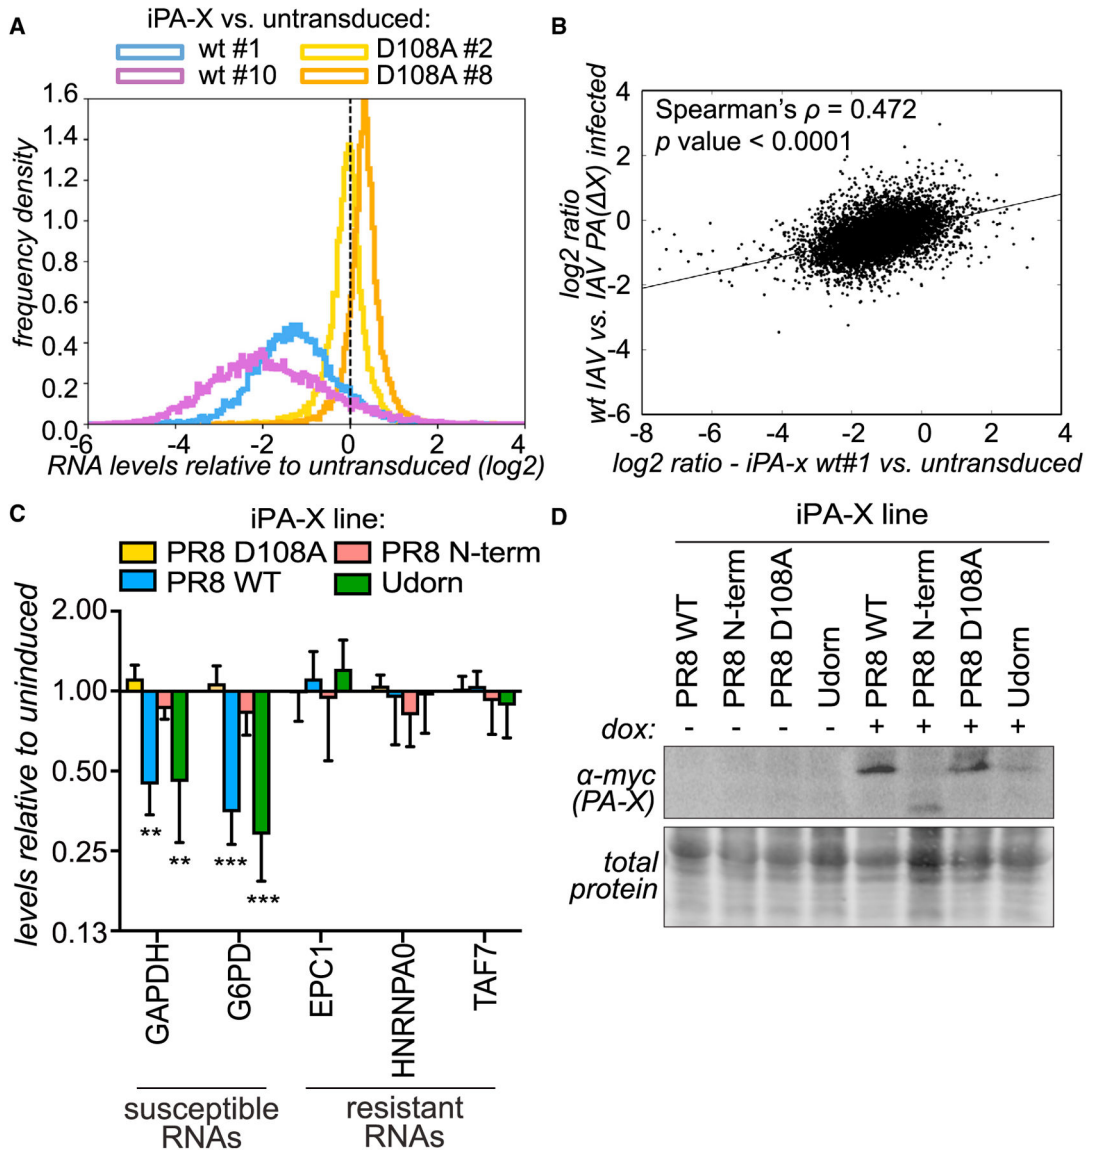 A
iPA-X vs. untransduced:
wt #1
D108A #2
wt #10
D108A #8
frequency density
1.6
1.4
1.2
1.0
0.8
0.6
0.4
0.2
0.0
-6 -4 -2 0 2 4
RNA levels relative to untransduced (log2)
B
log2 ratio
wt IAV vs. IAV PA(ΔX) infected
Spearman's ρ = 0.472
p value < 0.0001
4
2
0
-2
-4
-6
-8 -6 -4 -2 0 2 4
log2 ratio - iPA-x wt#1 vs. untransduced
C
iPA-X line:
PR8 D108A
PR8 N-term
PR8 WT
Udorn
levels relative to uninduced
2.00
1.00
0.50
0.25
0.13
**
**
***
***
GAPDH
G6PD
EPC1
HNRNPA0
TAF7
susceptible
RNAs
resistant
RNAs
D
iPA-X line
PR8 WT
PR8 N-term
PR8 D108A
Udorn
PR8 WT
PR8 N-term
PR8 D108A
Udorn
dox: - - - - + + + +
α-myc
(PA-X)
total
protein